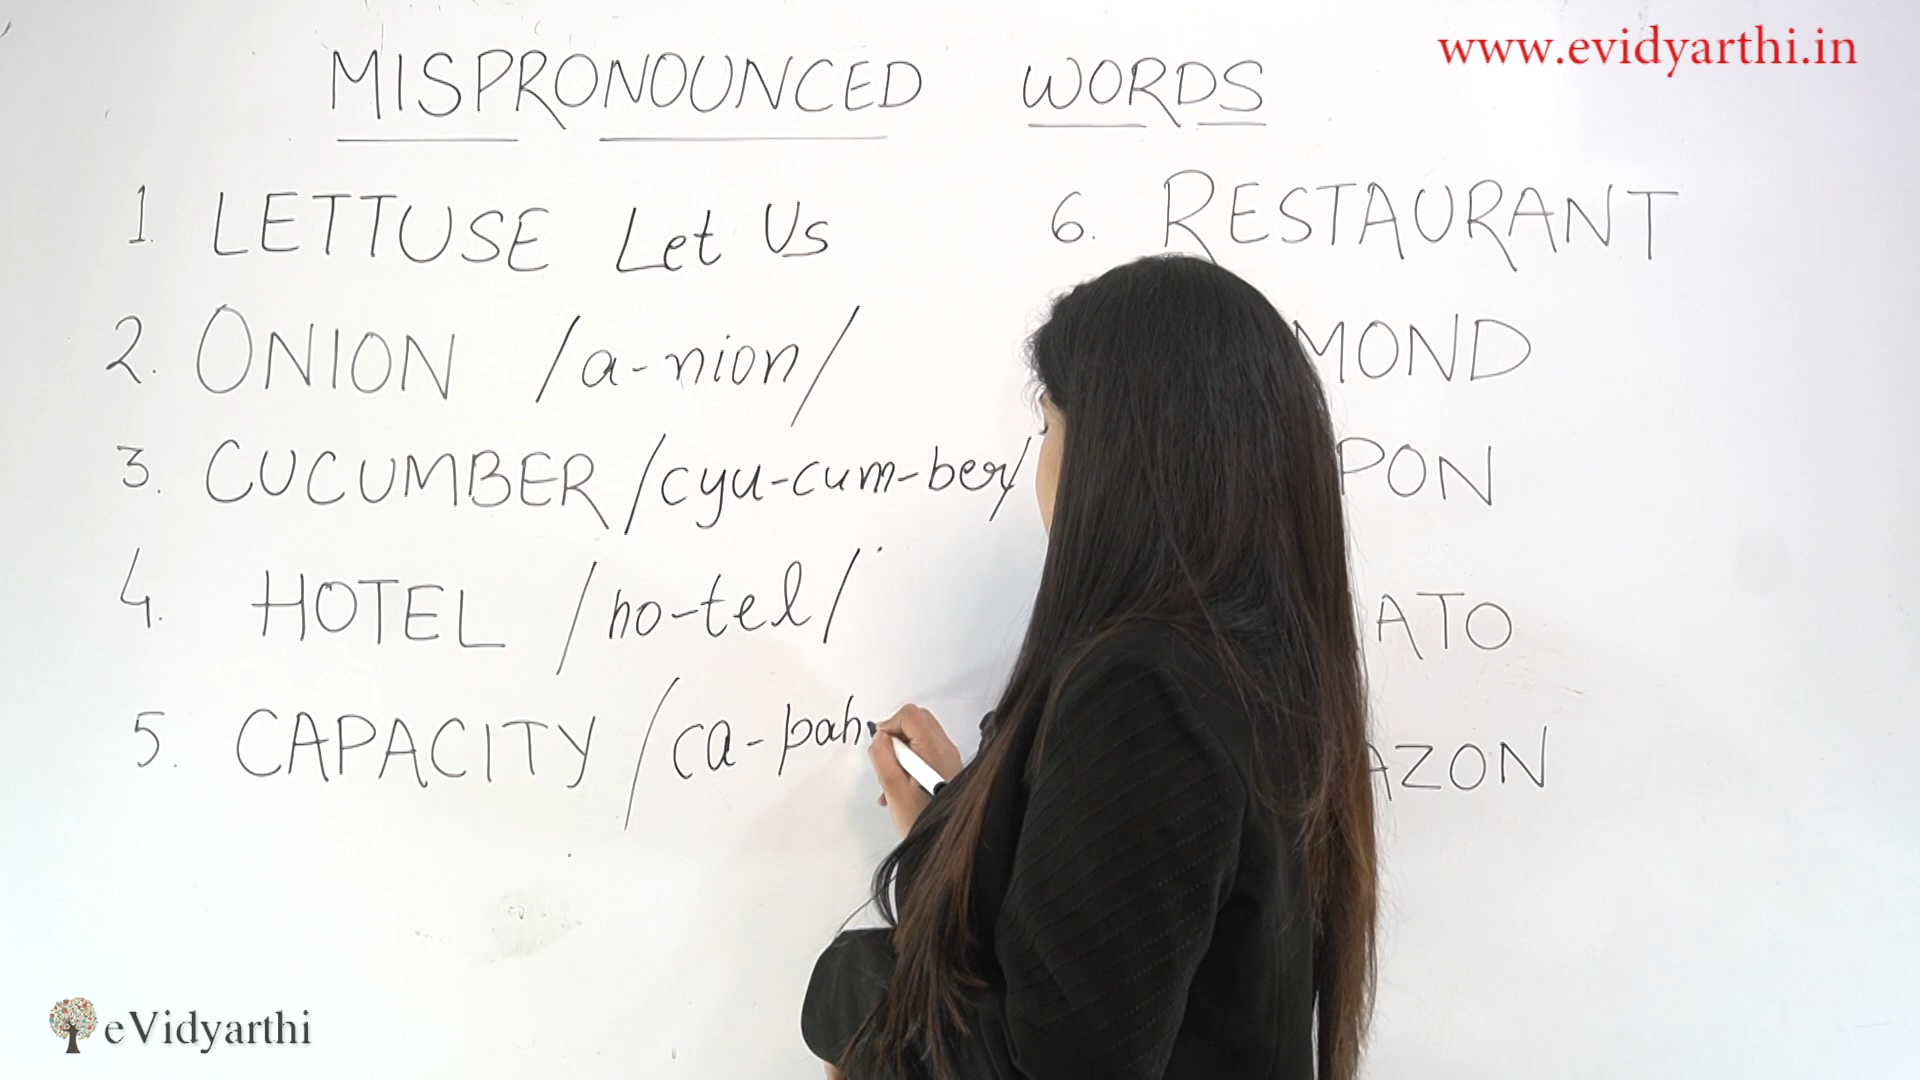 www.evidyarthi.in
MISPRONOUNCED WORDS
1. LETTUSE Let Us
2. ONION /a-nion/
3. CUCUMBER /cyu-cum-ber/
4. HOTEL /ho-tel/
5. CAPACITY /ca-pah
6. RESTAURANT
MOND
PON
ATO
AZON
eVidyarthi